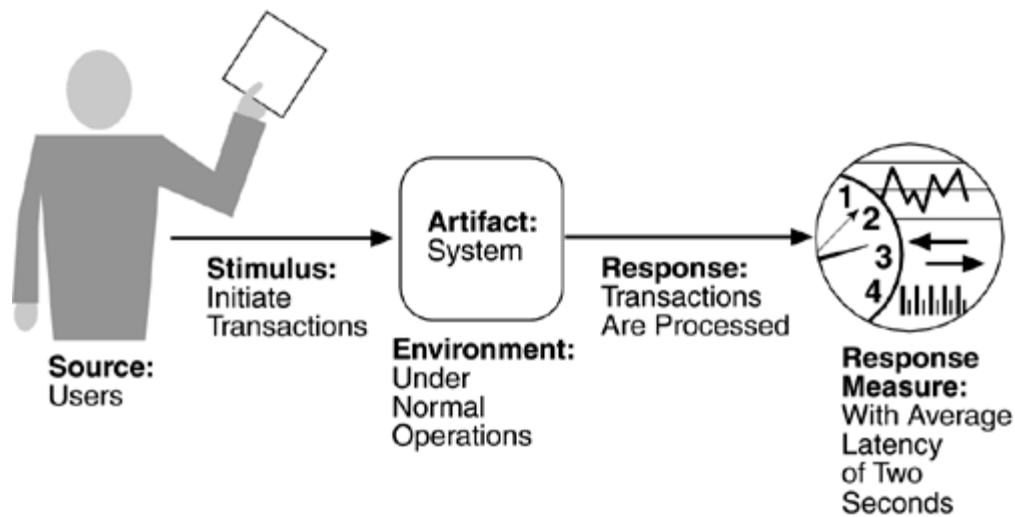 Source:
Users
Stimulus:
Initiate
Transactions
Artifact:
System
Environment:
Under
Normal
Operations
Response:
Transactions
Are Processed
1
2
3
4
Response
Measure:
With Average
Latency
of Two
Seconds